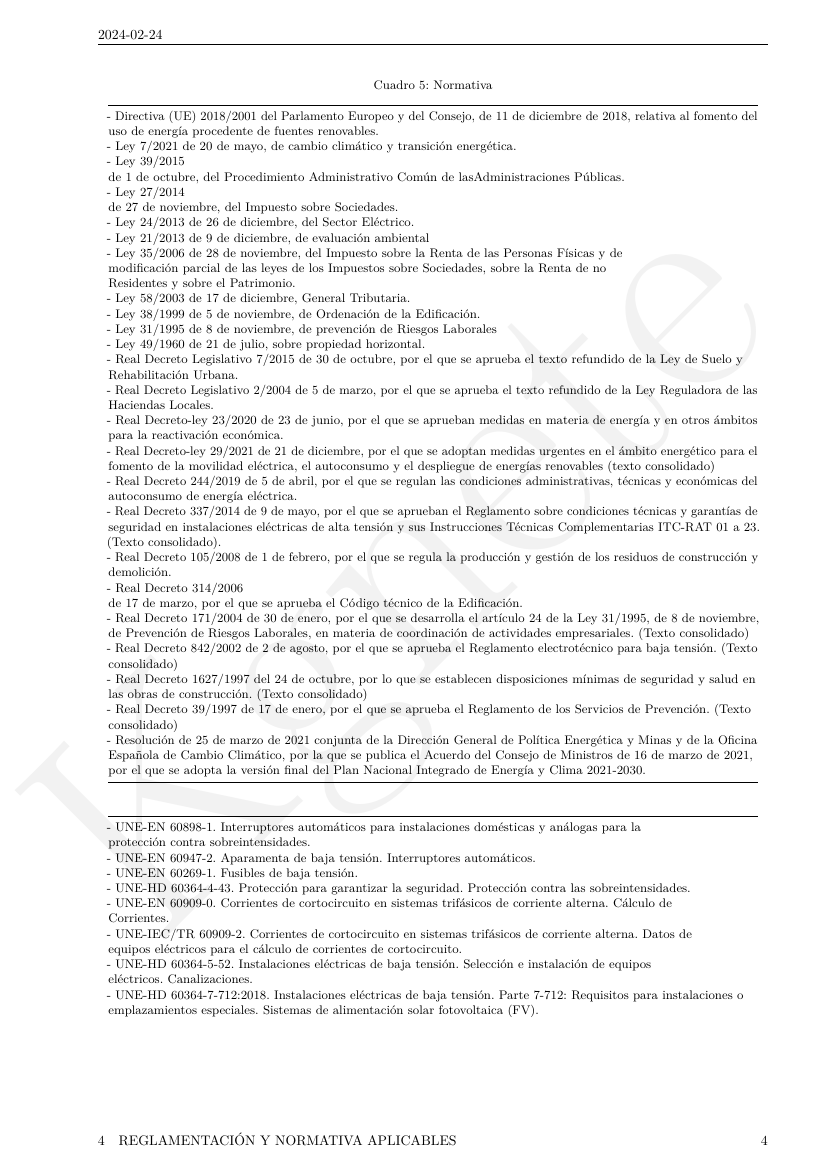 2024-02-24
Cuadro 5: Normativa
- Directiva (UE) 2018/2001 del Parlamento Europeo y del Consejo, de 11 de diciembre de 2018, relativa al fomento del
uso de energía procedente de fuentes renovables.
- Ley 7/2021 de 20 de mayo, de cambio climático y transición energética.
- Ley 39/2015
de 1 de octubre, del Procedimiento Administrativo Común de lasAdministraciones Públicas.
- Ley 27/2014
de 27 de noviembre, del Impuesto sobre Sociedades.
- Ley 24/2013 de 26 de diciembre, del Sector Eléctrico.
- Ley 21/2013 de 9 de diciembre, de evaluación ambiental
- Ley 35/2006 de 28 de noviembre, del Impuesto sobre la Renta de las Personas Físicas y de
modificación parcial de las leyes de los Impuestos sobre Sociedades, sobre la Renta de no
Residentes y sobre el Patrimonio.
- Ley 58/2003 de 17 de diciembre, General Tributaria.
- Ley 38/1999 de 5 de noviembre, de Ordenación de la Edificación.
- Ley 31/1995 de 8 de noviembre, de prevención de Riesgos Laborales
- Ley 49/1960 de 21 de julio, sobre propiedad horizontal.
- Real Decreto Legislativo 7/2015 de 30 de octubre, por el que se aprueba el texto refundido de la Ley de Suelo y
Rehabilitación Urbana.
- Real Decreto Legislativo 2/2004 de 5 de marzo, por el que se aprueba el texto refundido de la Ley Reguladora de las
Haciendas Locales.
- Real Decreto-ley 23/2020 de 23 de junio, por el que se aprueban medidas en materia de energía y en otros ámbitos
para la reactivación económica.
- Real Decreto-ley 29/2021 de 21 de diciembre, por el que se adoptan medidas urgentes en el ámbito energético para el
fomento de la movilidad eléctrica, el autoconsumo y el despliegue de energías renovables (texto consolidado)
- Real Decreto 244/2019 de 5 de abril, por el que se regulan las condiciones administrativas, técnicas y económicas del
autoconsumo de energía eléctrica.
- Real Decreto 337/2014 de 9 de mayo, por el que se aprueban el Reglamento sobre condiciones técnicas y garantías de
seguridad en instalaciones eléctricas de alta tensión y sus Instrucciones Técnicas Complementarias ITC-RAT 01 a 23.
(Texto consolidado).
- Real Decreto 105/2008 de 1 de febrero, por el que se regula la producción y gestión de los residuos de construcción y
demolición.
- Real Decreto 314/2006
de 17 de marzo, por el que se aprueba el Código técnico de la Edificación.
- Real Decreto 171/2004 de 30 de enero, por el que se desarrolla el artículo 24 de la Ley 31/1995, de 8 de noviembre,
de Prevención de Riesgos Laborales, en materia de coordinación de actividades empresariales. (Texto consolidado)
- Real Decreto 842/2002 de 2 de agosto, por el que se aprueba el Reglamento electrotécnico para baja tensión. (Texto
consolidado)
- Real Decreto 1627/1997 del 24 de octubre, por lo que se establecen disposiciones mínimas de seguridad y salud en
las obras de construcción. (Texto consolidado)
- Real Decreto 39/1997 de 17 de enero, por el que se aprueba el Reglamento de los Servicios de Prevención. (Texto
consolidado)
- Resolución de 25 de marzo de 2021 conjunta de la Dirección General de Política Energética y Minas y de la Oficina
Española de Cambio Climático, por la que se publica el Acuerdo del Consejo de Ministros de 16 de marzo de 2021,
por el que se adopta la versión final del Plan Nacional Integrado de Energía y Clima 2021-2030.
- UNE-EN 60898-1. Interruptores automáticos para instalaciones domésticas y análogas para la
protección contra sobreintensidades.
- UNE-EN 60947-2. Aparamenta de baja tensión. Interruptores automáticos.
- UNE-EN 60269-1. Fusibles de baja tensión.
- UNE-HD 60364-4-43. Protección para garantizar la seguridad. Protección contra las sobreintensidades.
- UNE-EN 60909-0. Corrientes de cortocircuito en sistemas trifásicos de corriente alterna. Cálculo de
Corrientes.
- UNE-IEC/TR 60909-2. Corrientes de cortocircuito en sistemas trifásicos de corriente alterna. Datos de
equipos eléctricos para el cálculo de corrientes de cortocircuito.
- UNE-HD 60364-5-52. Instalaciones eléctricas de baja tensión. Selección e instalación de equipos
eléctricos. Canalizaciones.
- UNE-HD 60364-7-712:2018. Instalaciones eléctricas de baja tensión. Parte 7-712: Requisitos para instalaciones o
emplazamientos especiales. Sistemas de alimentación solar fotovoltaica (FV).
4 REGLAMENTACIÓN Y NORMATIVA APLICABLES 4